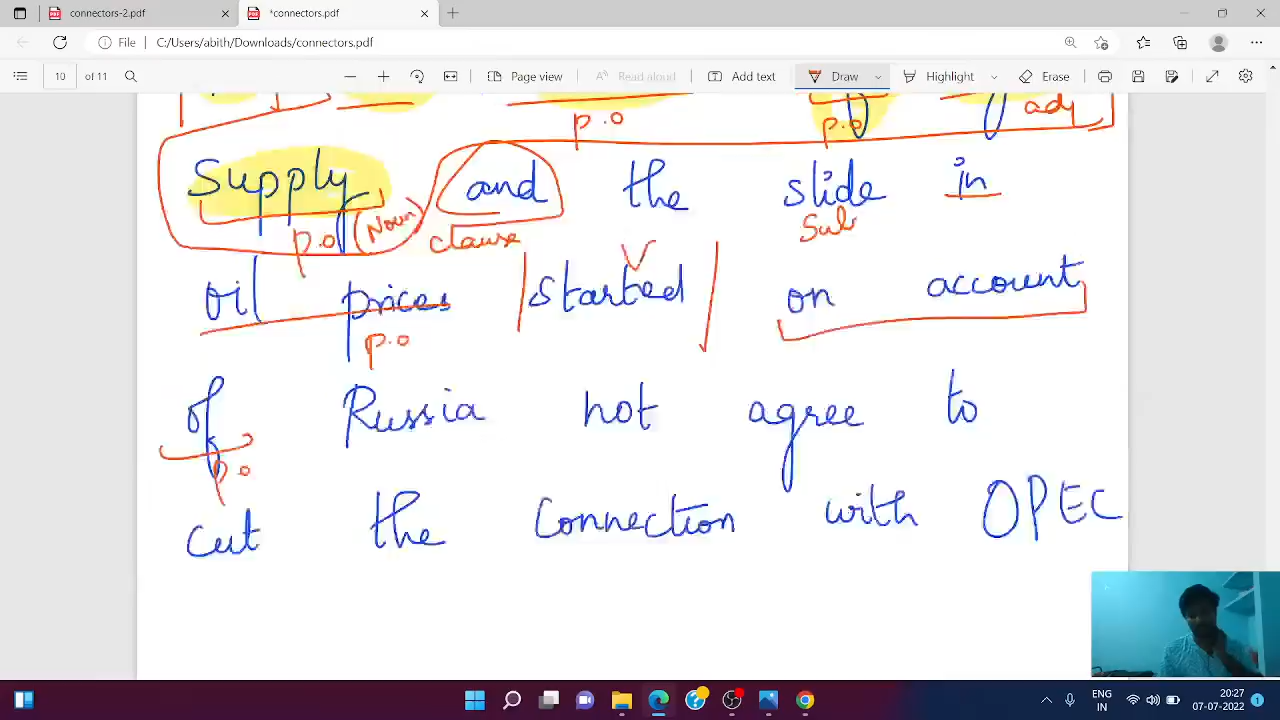 connectors-2.pdf
*connectors.pdf
File
C:/Users/abith/Downloads/connectors.pdf
10 of 11
Page view
Read aloud
Add text
Draw
Highlight
Erase
p.o p.o adj
Supply and the slide in
p.o (Noun) clause Sub
V
oil prices started on account
p.o
of Russia not agree to
p.o
cut the connection with OPEC
ENG
IN
20:27
07-07-2022